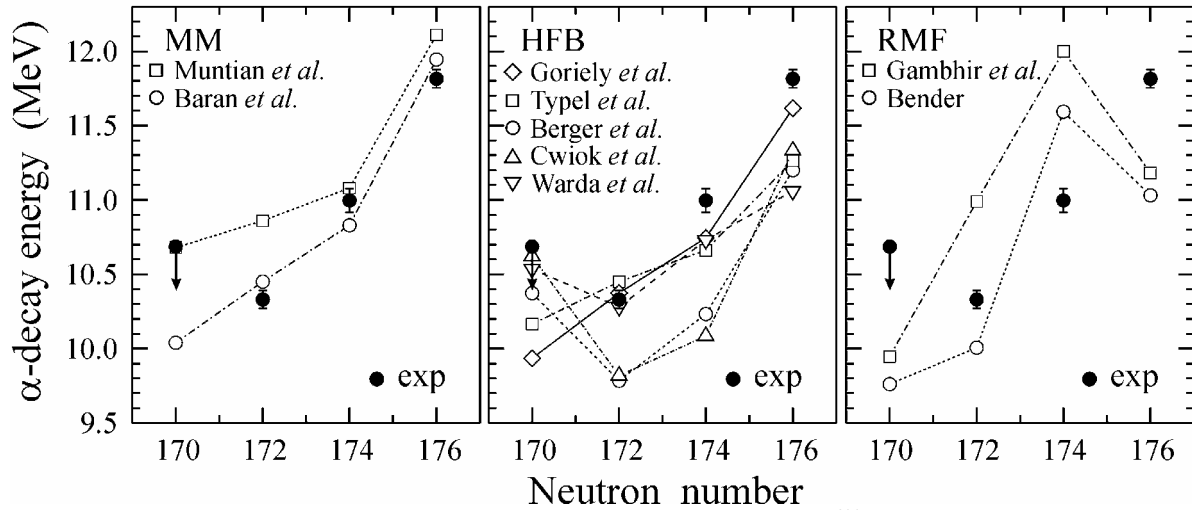 α-decay energy (MeV)
12.0
11.5
11.0
10.5
10.0
9.5
MM
Muntian et al.
Baran et al.
exp
170 172 174 176
HFB
Goriely et al.
Typel et al.
Berger et al.
Cwiok et al.
Warda et al.
exp
170 172 174 176
RMF
Gambhir et al.
Bender
exp
170 172 174 176
Neutron number